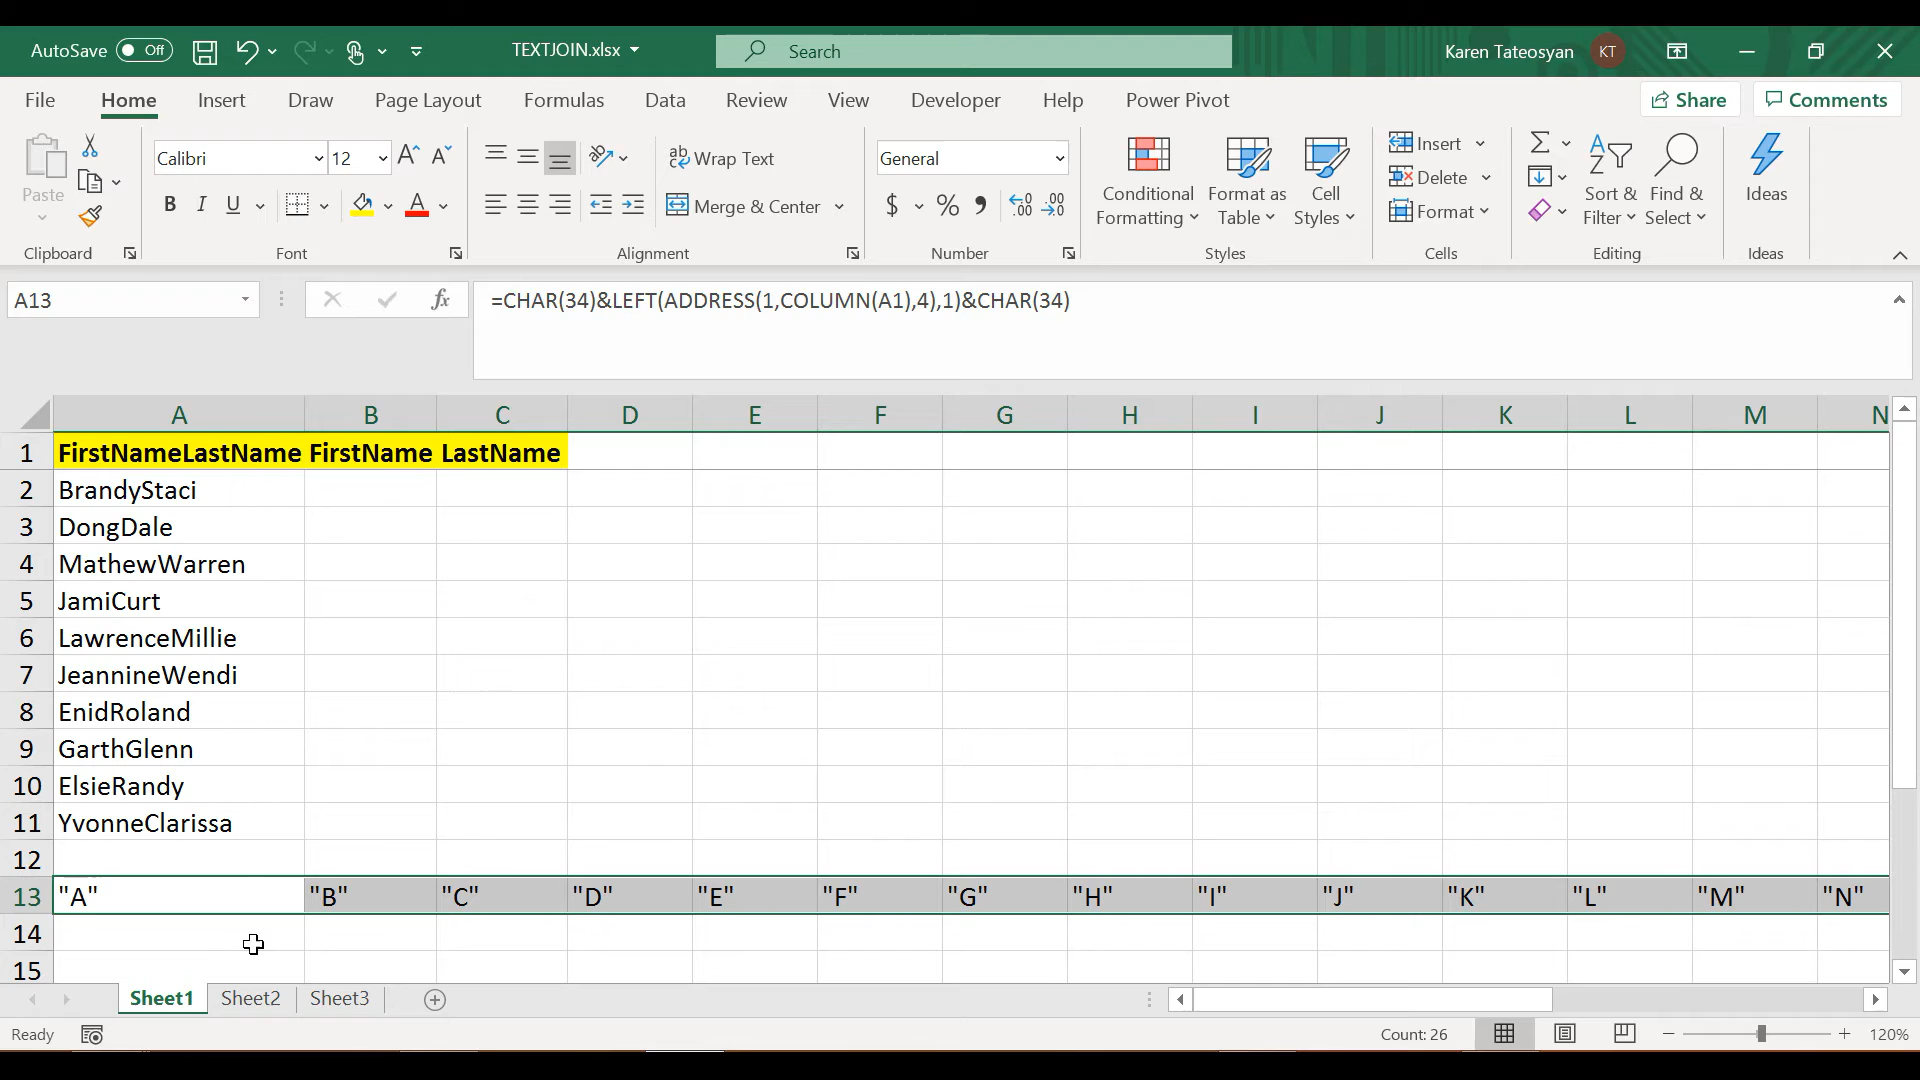 AutoSave Off TEXTJOIN.xlsx Search Karen Tateosyan KT
File Home Insert Draw Page Layout Formulas Data Review View Developer Help Power Pivot Share Comments
Paste
Clipboard
Calibri 12
B I U
Font
Wrap Text
Merge & Center
Alignment
General
$ % 9
Number
Conditional Formatting
Format as Table
Cell Styles
Styles
Insert
Delete
Format
Cells
Sort & Filter
Find & Select
Editing
Ideas
Ideas
A13 fx =CHAR(34)&LEFT(ADDRESS(1,COLUMN(A1),4),1)&CHAR(34)
A B C D E F G H I J K L M N
1 FirstNameLastName FirstName LastName
2 BrandyStaci
3 DongDale
4 MathewWarren
5 JamiCurt
6 LawrenceMillie
7 JeannineWendi
8 EnidRoland
9 GarthGlenn
10 ElsieRandy
11 YvonneClarissa
12
13 "A" "B" "C" "D" "E" "F" "G" "H" "I" "J" "K" "L" "M" "N"
14
15
Sheet1 Sheet2 Sheet3
Ready Count: 26 120%